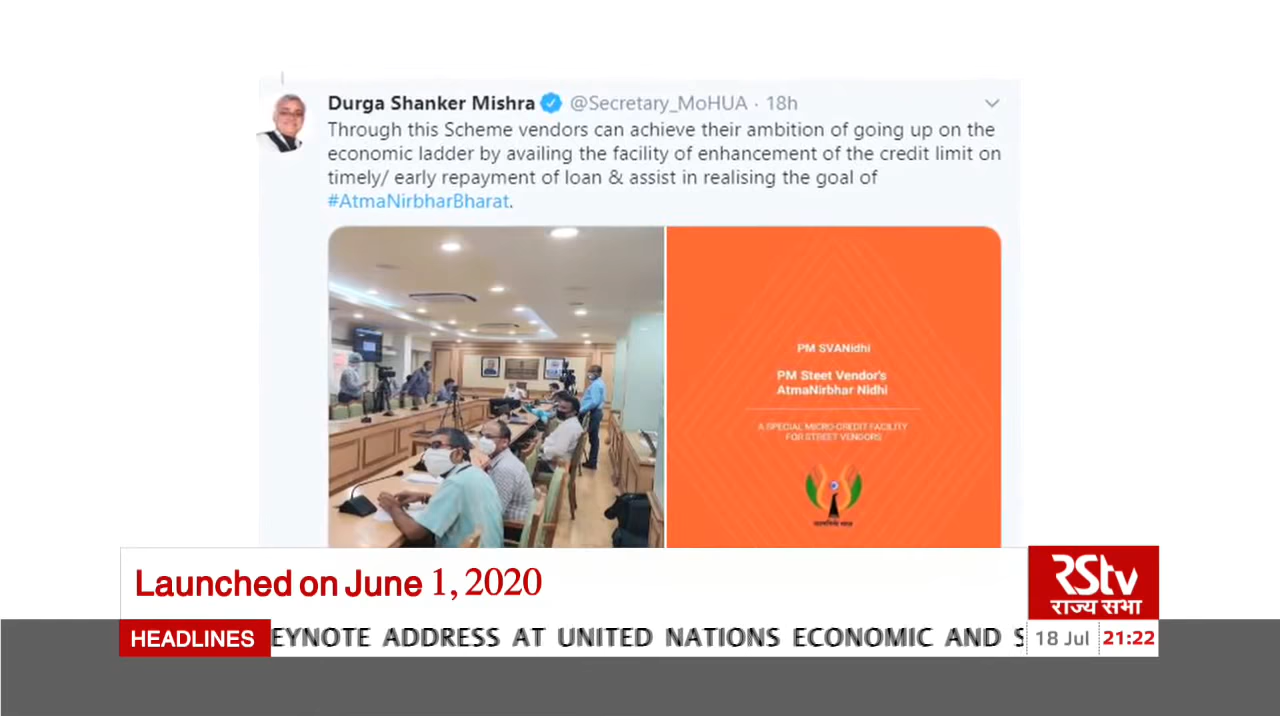 Durga Shanker Mishra @Secretary_MoHUA · 18h
Through this Scheme vendors can achieve their ambition of going up on the
economic ladder by availing the facility of enhancement of the credit limit on
timely/ early repayment of loan & assist in realising the goal of
#AtmaNirbharBharat.
PM SVANidhi
PM Steet Vendor's
AtmaNirbhar Nidhi
A SPECIAL MICRO-CREDIT FACILITY
FOR STREET VENDORS
Launched on June 1, 2020
RStv
राज्य सभा
HEADLINES EYNOTE ADDRESS AT UNITED NATIONS ECONOMIC AND S 18 Jul 21:22